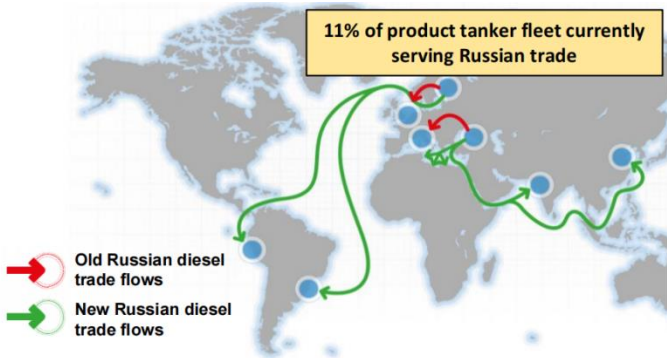 11% of product tanker fleet currently
serving Russian trade
Old Russian diesel
trade flows
New Russian diesel
trade flows